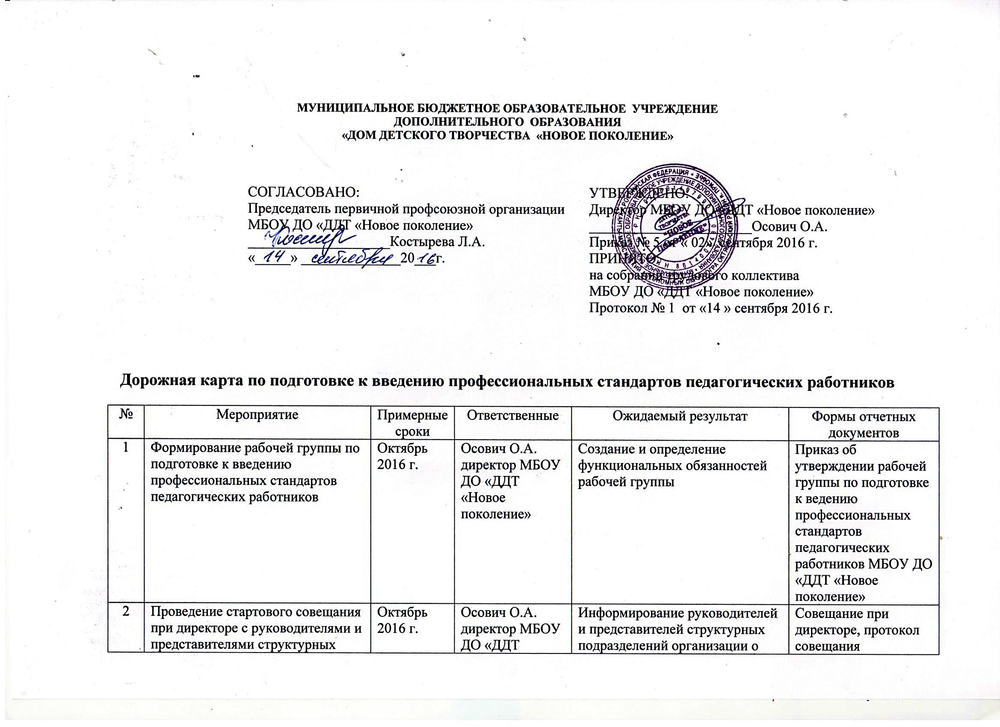 МУНИЦИПАЛЬНОЕ БЮДЖЕТНОЕ ОБРАЗОВАТЕЛЬНОЕ УЧРЕЖДЕНИЕ
ДОПОЛНИТЕЛЬНОГО ОБРАЗОВАНИЯ
«ДОМ ДЕТСКОГО ТВОРЧЕСТВА «НОВОЕ ПОКОЛЕНИЕ»
СОГЛАСОВАНО:
Председатель первичной профсоюзной организации
МБОУ ДО «ДДТ «Новое поколение»
Костырева Л.А.
«14» сентября 2016г.
УТВЕРЖДЕНО:
Директор МБОУ ДО «ДДТ «Новое поколение»
Осович О.А.
Приказ № 5 от « 02» сентября 2016 г.
ПРИНЯТО:
на собрании трудового коллектива
МБОУ ДО «ДДТ «Новое поколение»
Протокол № 1 от «14 » сентября 2016 г.
РОССИЙСКАЯ ФЕДЕРАЦИЯ
«НОВОЕ
ПОКОЛЕНИЕ»
Дорожная карта по подготовке к введению профессиональных стандартов педагогических работников
№
Мероприятие
Примерные
сроки
Ответственные
Ожидаемый результат
Формы отчетных
документов
1
Формирование рабочей группы по
подготовке к введению
профессиональных стандартов
педагогических работников
Октябрь
2016 г.
Осович О.А.
директор МБОУ
ДО «ДДТ
«Новое
поколение»
Создание и определение
функциональных обязанностей
рабочей группы
Приказ об
утверждении рабочей
группы по подготовке
к ведению
профессиональных
стандартов
педагогических
работников МБОУ ДО
«ДДТ «Новое
поколение»
2
Проведение стартового совещания
при директоре с руководителями и
представителями структурных
Октябрь
2016 г.
Осович О.А.
директор МБОУ
ДО «ДДТ
Информирование руководителей
и представителей структурных
подразделений организации о
Совещание при
директоре, протокол
совещания